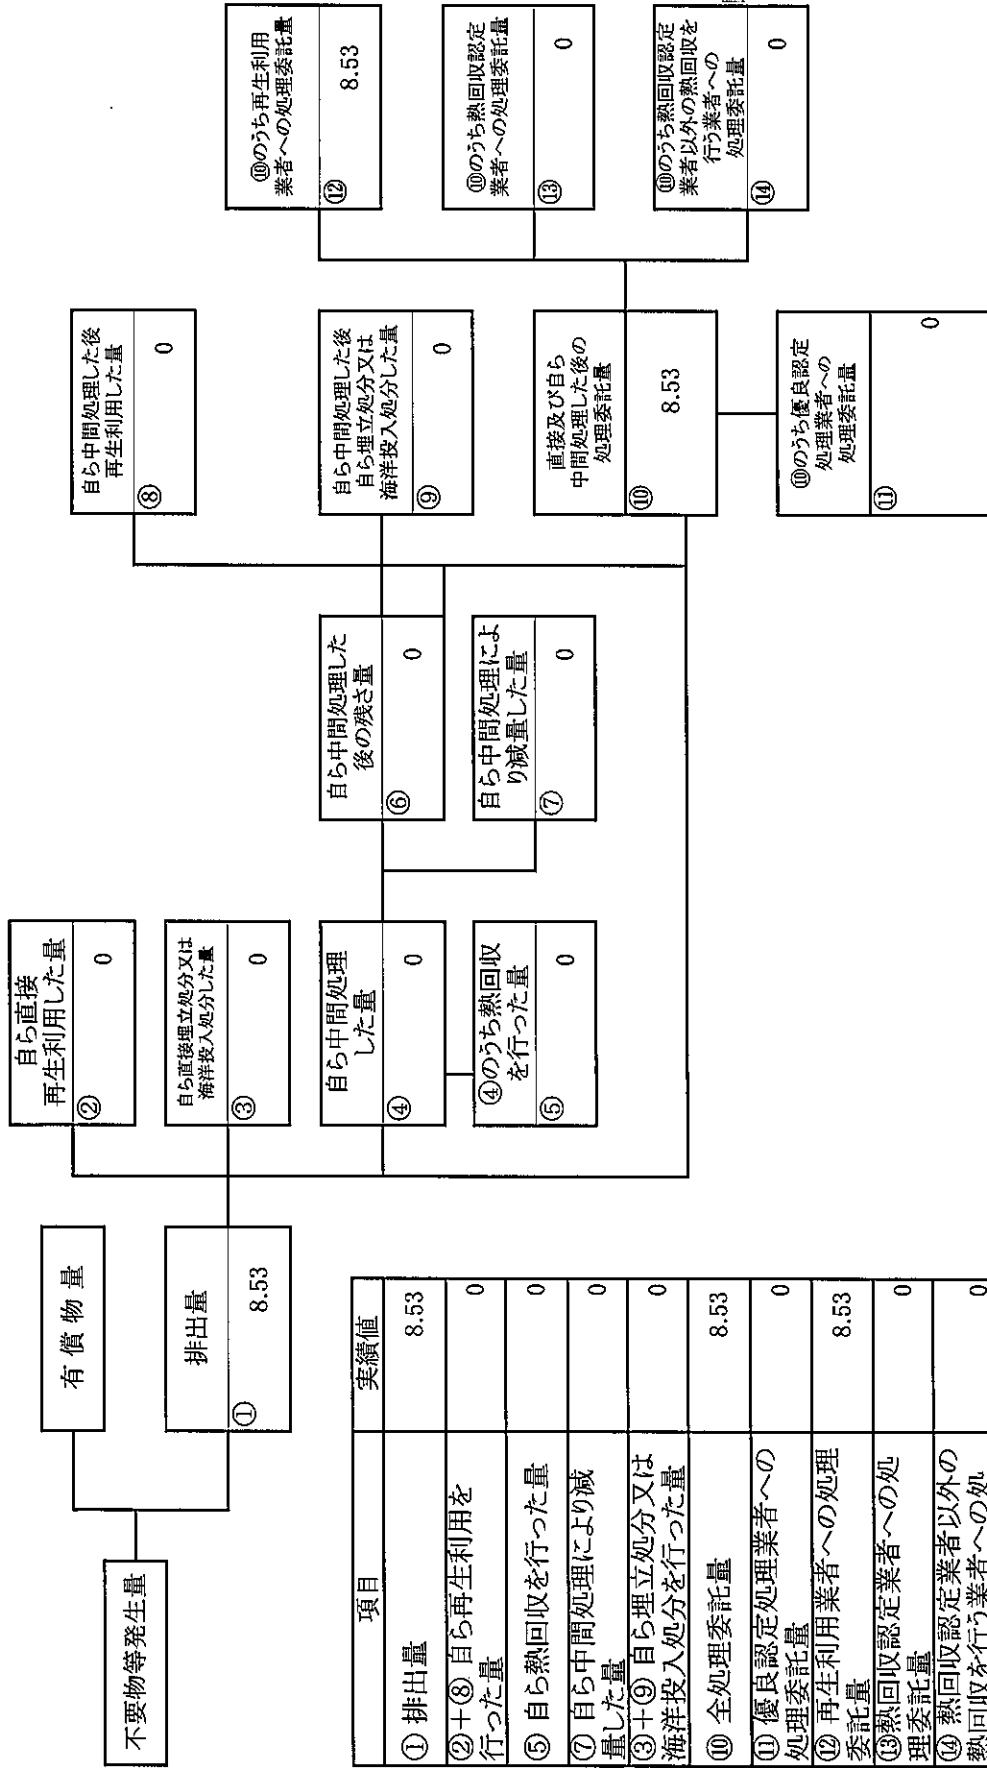 不要物等発生量
有償物量
排出量
①
8.53
自ら直接
再生利用した量
②
0
自ら直接埋立処分又は
海洋投入処分した量
③
0
自ら中間処理
した量
④
0
④のうち熱回収
を行った量
⑤
0
自ら中間処理した
後の残さ量
⑥
0
自ら中間処理によ
り減量した量
⑦
0
自ら中間処理した後
再生利用した量
⑧
0
自ら中間処理した後
自ら埋立処分又は
海洋投入処分した量
⑨
0
直接及び自ら
中間処理した後の
処理委託量
⑩
8.53
⑩のうち優良認定
処理業者への
処理委託量
⑪
0
⑩のうち再生利用
業者への処理委託量
⑫
8.53
⑩のうち熱回収認定
業者への処理委託量
⑬
0
⑩のうち熱回収認定
業者以外の熱回収を
行う業者への
処理委託量
⑭
0
項目 実績値
①排出量 8.53
②+⑧ 自ら再生利用を
行った量 0
⑤ 自ら熱回収を行った量 0
⑦ 自ら中間処理により減
量した量 0
③+⑨ 自ら埋立処分又は
海洋投入処分を行った量 0
⑩ 全処理委託量 8.53
⑪ 優良認定処理業者への
処理委託量 0
⑫ 再生利用業者への処理
委託量 8.53
⑬熱回収認定業者への処
理委託量 0
⑭ 熱回収認定業者以外の
熱回収を行う業者への処 0